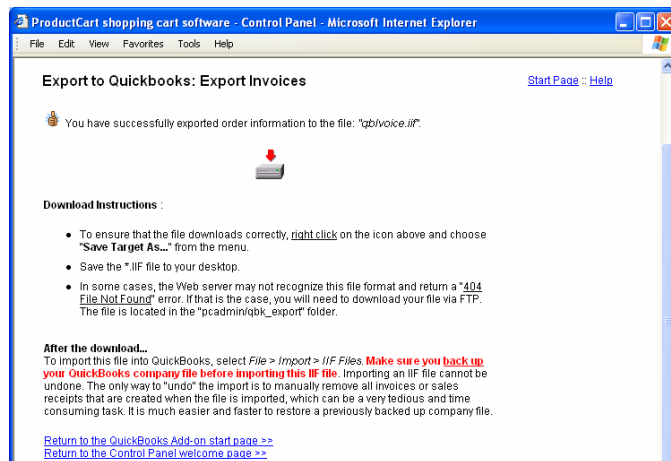 ProductCart shopping cart software - Control Panel - Microsoft Internet Explorer
File Edit View Favorites Tools Help
Export to Quickbooks: Export Invoices
Start Page :: Help
You have successfully exported order information to the file: "qbIvoice.iif".
Download Instructions :
To ensure that the file downloads correctly, right click on the icon above and choose
"Save Target As..." from the menu.
Save the *.IIF file to your desktop.
In some cases, the Web server may not recognize this file format and return a "404
File Not Found" error. If that is the case, you will need to download your file via FTP.
The file is located in the "pcadmin/qbk_export" folder.
After the download...
To import this file into QuickBooks, select File > Import > IIF Files. Make sure you back up
your QuickBooks company file before importing this IIF file. Importing an IIF file cannot be
undone. The only way to "undo" the import is to manually remove all invoices or sales
receipts that are created when the file is imported, which can be a very tedious and time
consuming task. It is much easier and faster to restore a previously backed up company file.
Return to the QuickBooks Add-on start page >>
Return to the Control Panel welcome page >>